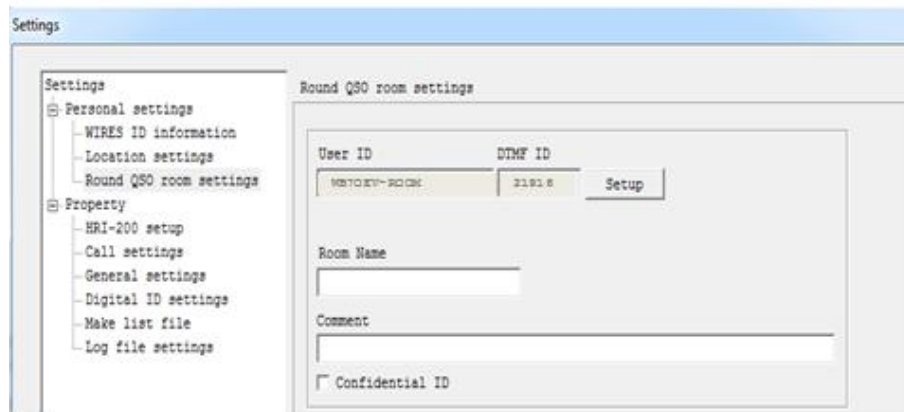 Settings
Settings
Personal settings
WIRES ID information
Location settings
Round QSO room settings
Property
HRI-200 setup
Call settings
General settings
Digital ID settings
Make list file
Log file settings
Round QSO room settings
User ID DTMF ID
Setup
Room Name
Comment
Confidential ID